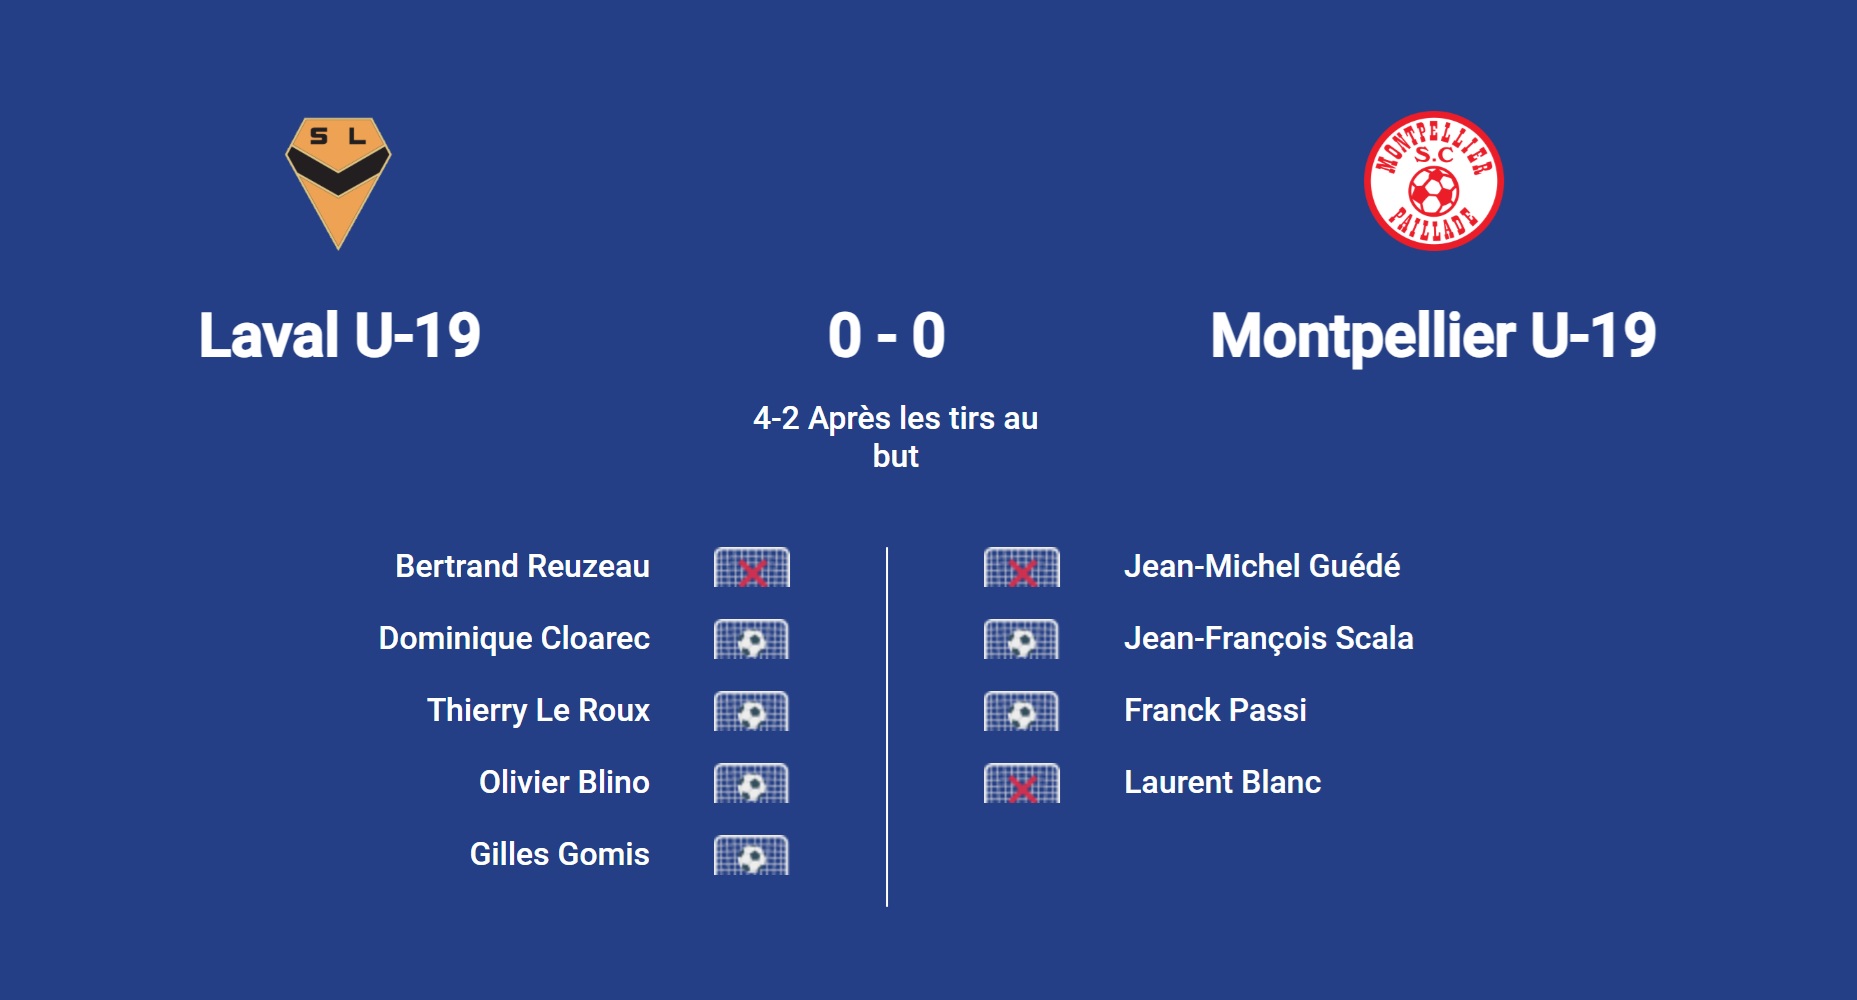 S L
MONTPELLIER
S.C
PAILLADE
Laval U-19
0 - 0
Montpellier U-19
4-2 Après les tirs au
but
Bertrand Reuzeau
Jean-Michel Guédé
Dominique Cloarec
Jean-François Scala
Thierry Le Roux
Franck Passi
Olivier Blino
Laurent Blanc
Gilles Gomis